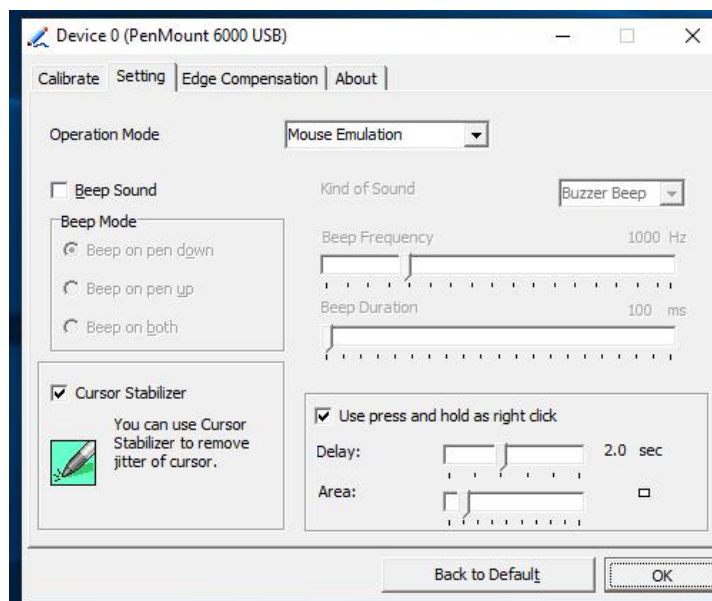 Device 0 (PenMount 6000 USB)
Calibrate Setting Edge Compensation About
Operation Mode Mouse Emulation
Beep Sound Kind of Sound Buzzer Beep
Beep Mode
Beep on pen down
Beep on pen up
Beep on both
Beep Frequency 1000 Hz
Beep Duration 100 ms
Cursor Stabilizer
You can use Cursor
Stabilizer to remove
jitter of cursor.
Use press and hold as right click
Delay: 2.0 sec
Area:
Back to Default OK